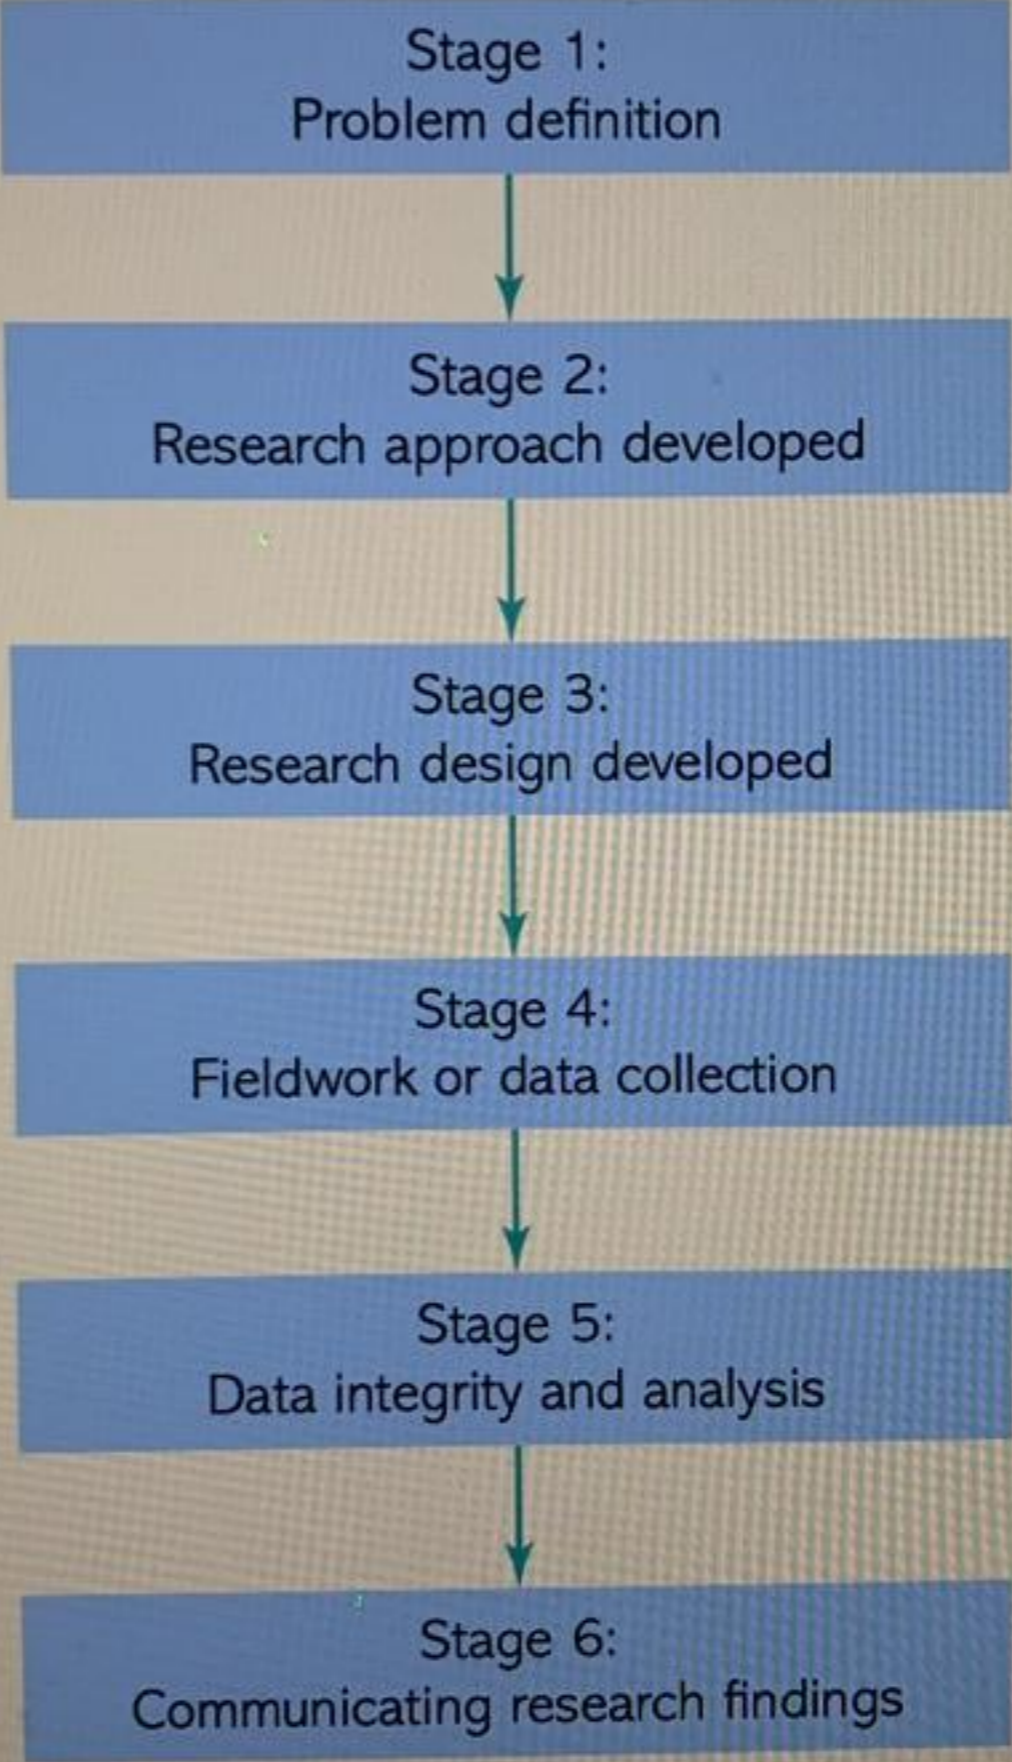 Stage 1:
Problem definition
Stage 2:
Research approach developed
Stage 3:
Research design developed
Stage 4:
Fieldwork or data collection
Stage 5:
Data integrity and analysis
Stage 6:
Communicating research findings